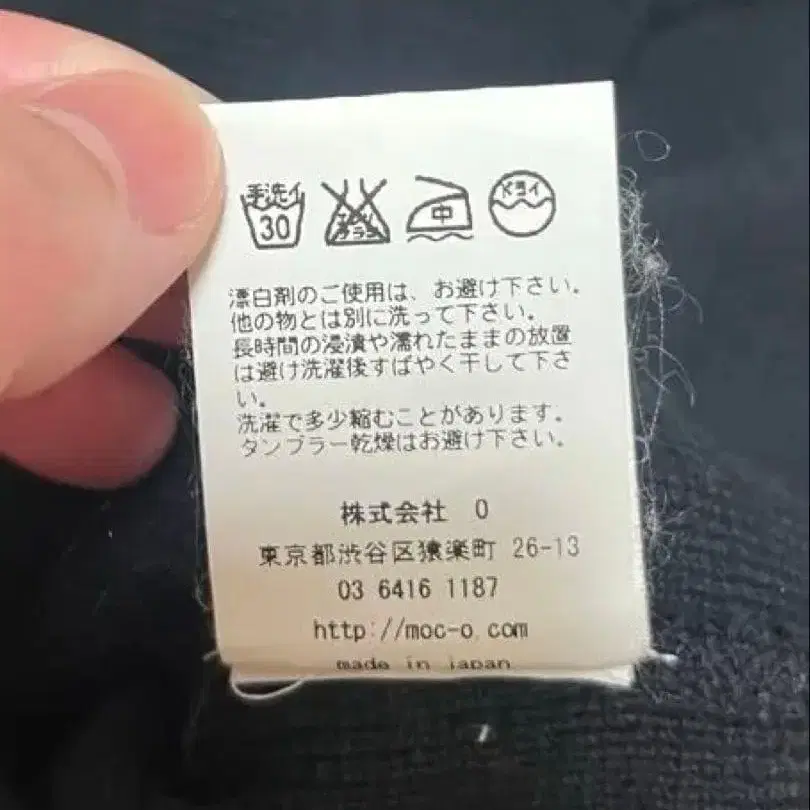 手洗イ
30
エンソ
サラシ
中
ドライ
漂白剤のご使用は、お避け下さい。
他の物とは別に洗って下さい。
長時間の浸漬や濡れたままの放置
は避け洗濯後すばやく干して下さ
い。
洗濯で多少縮むことがあります。
タンブラー乾燥はお避け下さい。
株式会社 O
東京都渋谷区猿楽町 26-13
03 6416 1187
http://moc-o.com
made in japan